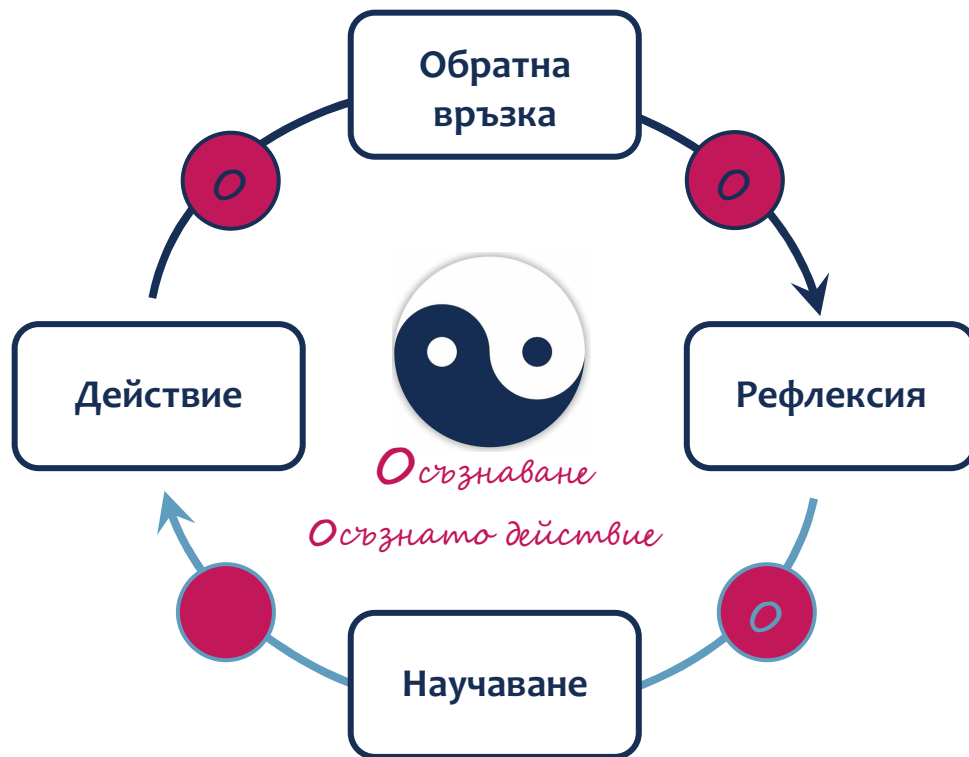 Обратна
връзка
О
О
Действие
Рефлексия
Осъзнаване
Осъзнато действие
О
Научаване